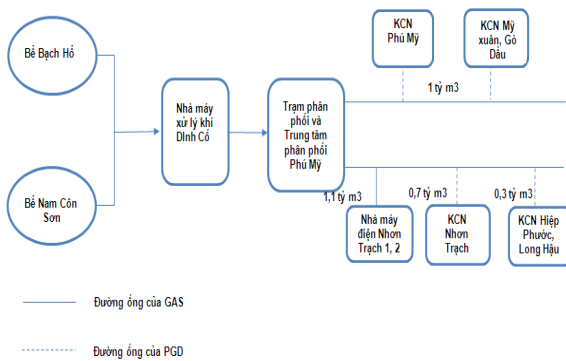 KCN
Phú Mỹ
KCN Mỹ
xuân, Gò
Dầu
Bể Bạch Hổ
1 tỷ m3
Nhà máy
xử lý khí
Dinh Cố
Trạm phân
phối và
Trung tâm
phân phối
Phú Mỹ
Bể Nam Côn
Sơn
1,1 tỷ m3
0,7 tỷ m3
0,3 tỷ m3
Nhà máy
điện Nhơn
Trạch 1, 2
KCN
Nhơn
Trạch
KCN Hiệp
Phước,
Long Hậu
Đường ống của GAS
Đường ống của PGD